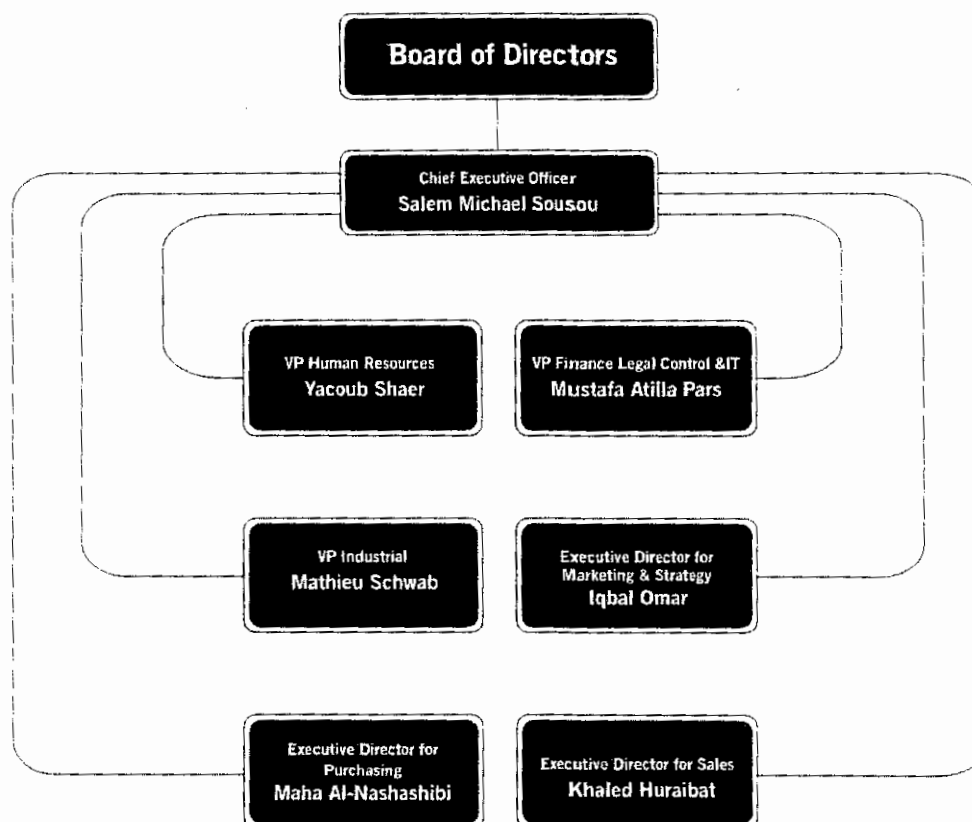 Board of Directors
Chief Executive Officer
Salem Michael Sousou
VP Human Resources
Yacoub Shaer
VP Finance Legal Control &IT
Mustafa Atilla Pars
VP Industrial
Mathieu Schwab
Executive Director for
Marketing & Strategy
Iqbal Omar
Executive Director for
Purchasing
Maha Al-Nashashibi
Executive Director for Sales
Khaled Huraibat